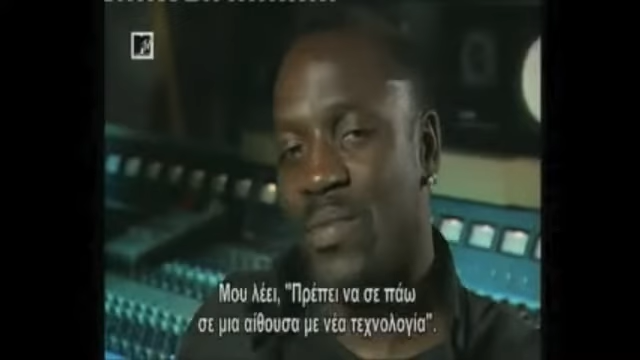 Μου λέει, "Πρέπει να σε πάω
σε μια αίθουσα με νέα τεχνολογία".